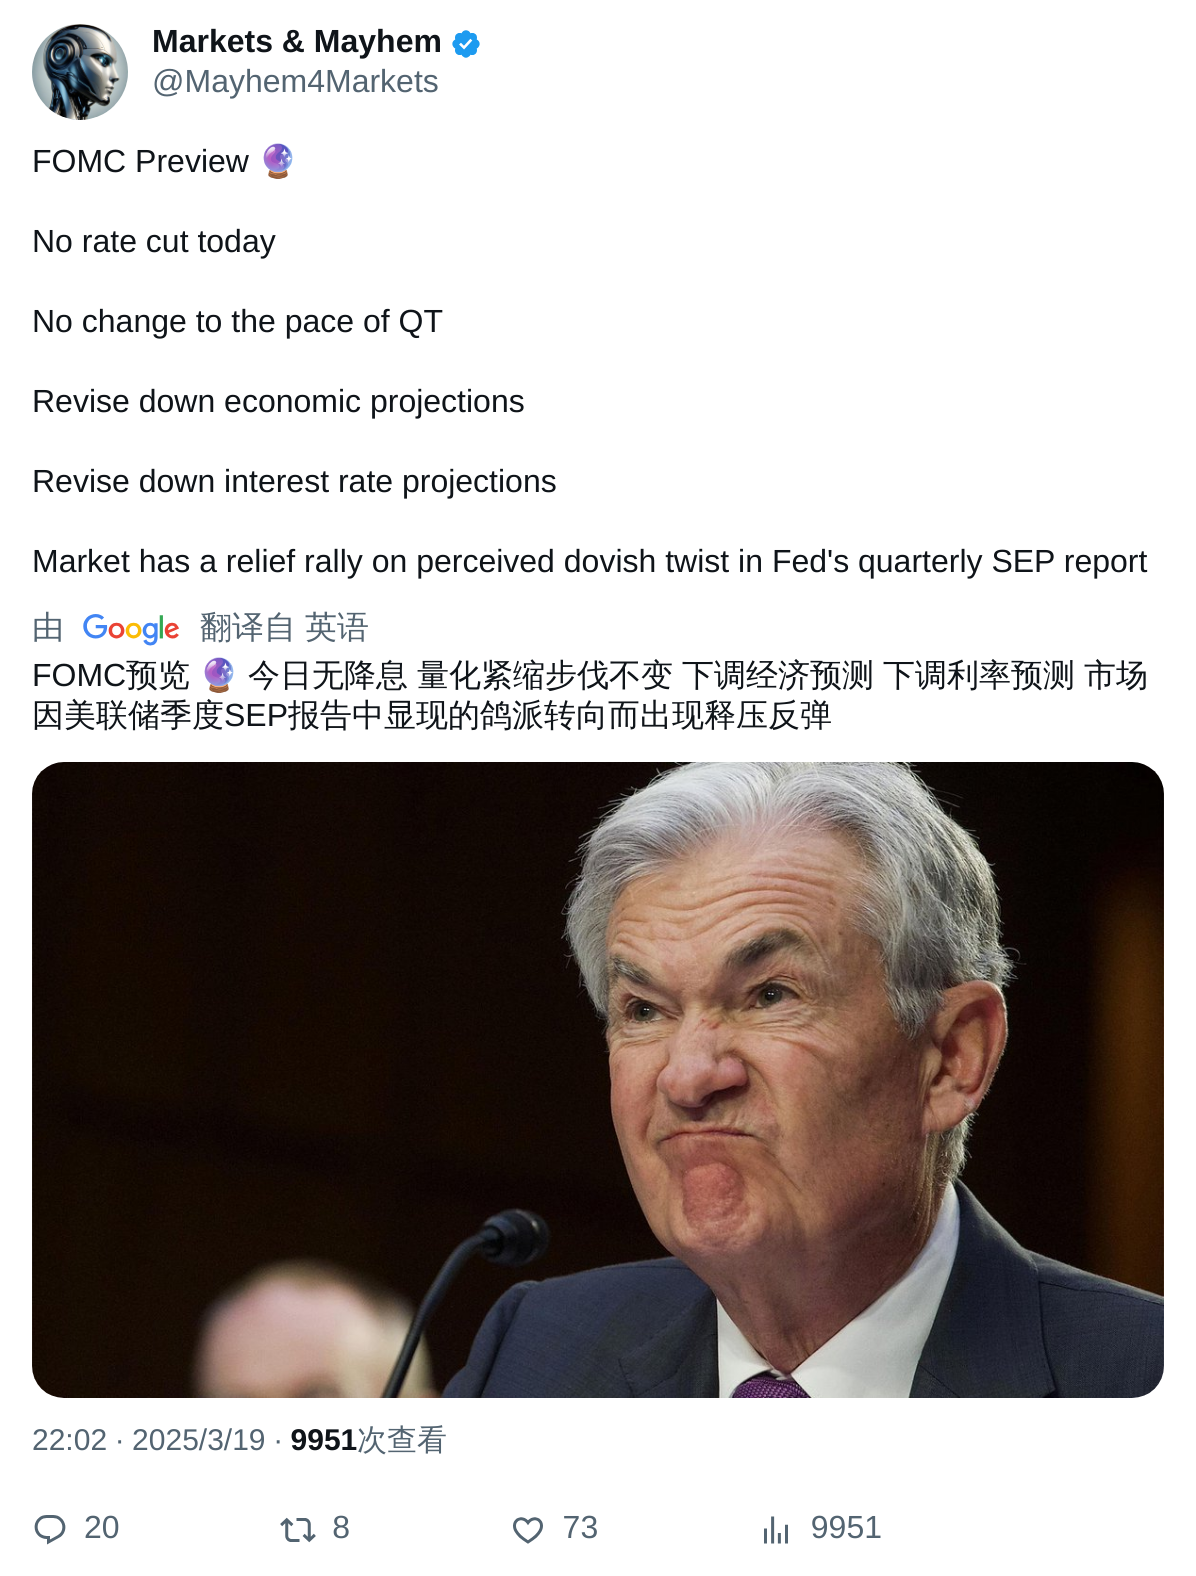 Markets & Mayhem
@Mayhem4Markets
FOMC Preview 🔮
No rate cut today
No change to the pace of QT
Revise down economic projections
Revise down interest rate projections
Market has a relief rally on perceived dovish twist in Fed's quarterly SEP report
由 Google 翻译自 英语
FOMC预览 🔮 今日无降息 量化紧缩步伐不变 下调经济预测 下调利率预测 市场
因美联储季度SEP报告中显现的鸽派转向而出现释压反弹
22:02 · 2025/3/19 · 9951次查看
20 8 73 9951